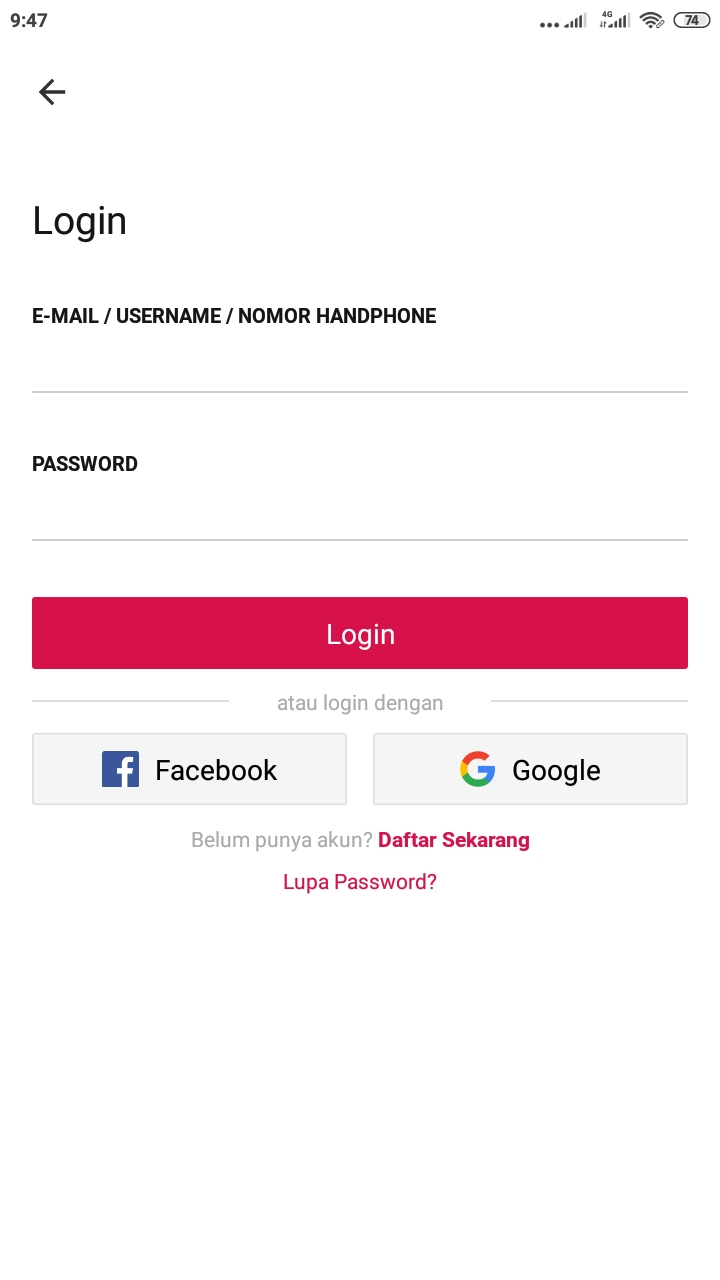 9:47
4G
74
Login
E-MAIL / USERNAME / NOMOR HANDPHONE
PASSWORD
Login
atau login dengan
Facebook
Google
Belum punya akun? Daftar Sekarang
Lupa Password?